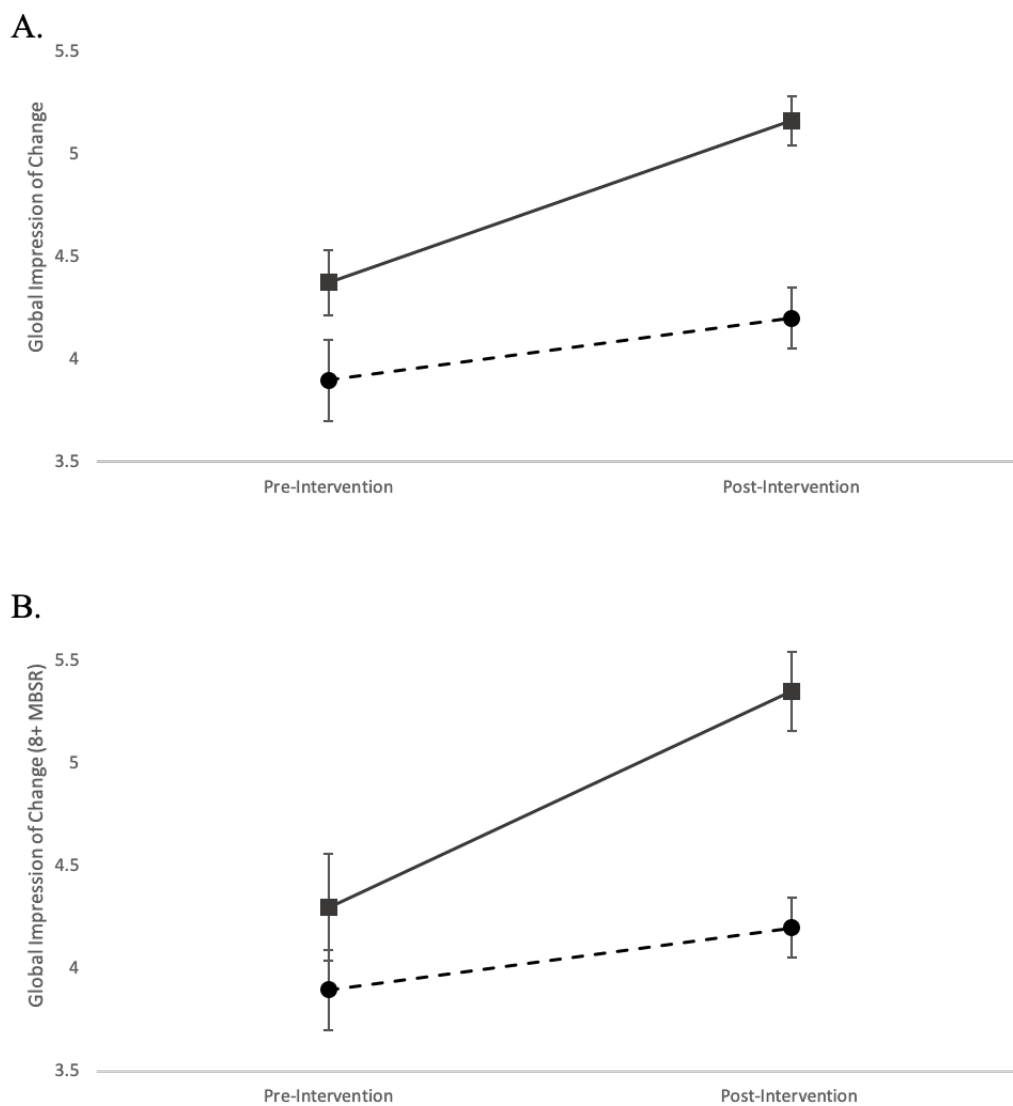 A.
Global Impression of Change
5.5
5
4.5
4
3.5
Pre-Intervention
Post-Intervention
B.
Global Impression of Change (8+ MBSR)
5.5
5
4.5
4
3.5
Pre-Intervention
Post-Intervention